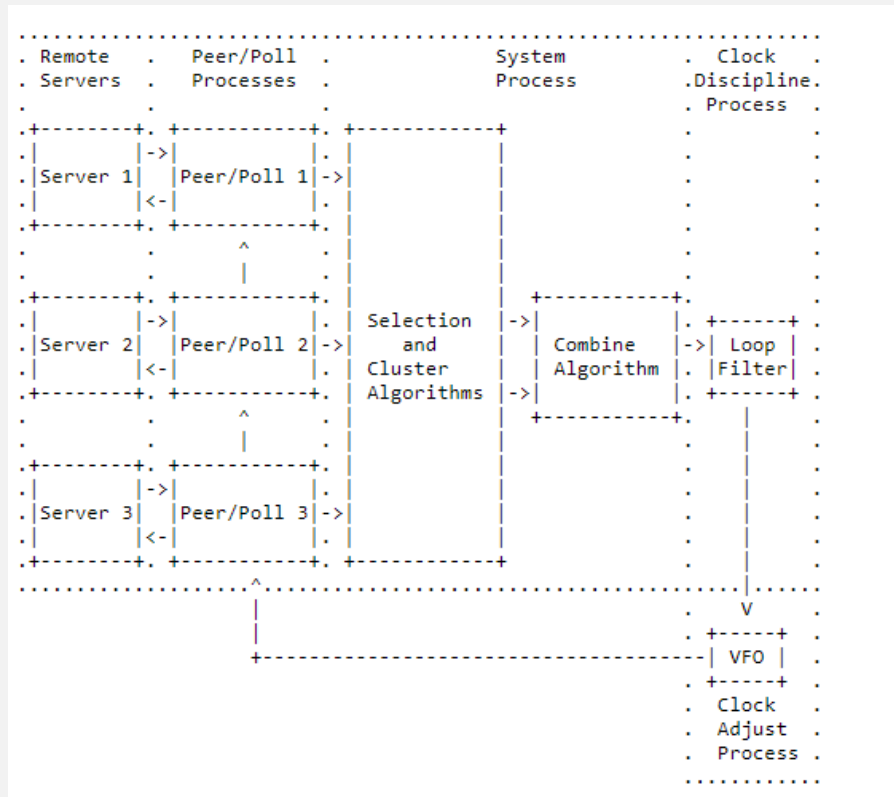 Remote Servers
Peer/Poll Processes
System Process
Clock Discipline Process
Server 1
Peer/Poll 1
Server 2
Peer/Poll 2
Selection and Cluster Algorithms
Combine Algorithm
Loop Filter
Server 3
Peer/Poll 3
VFO
Clock Adjust Process